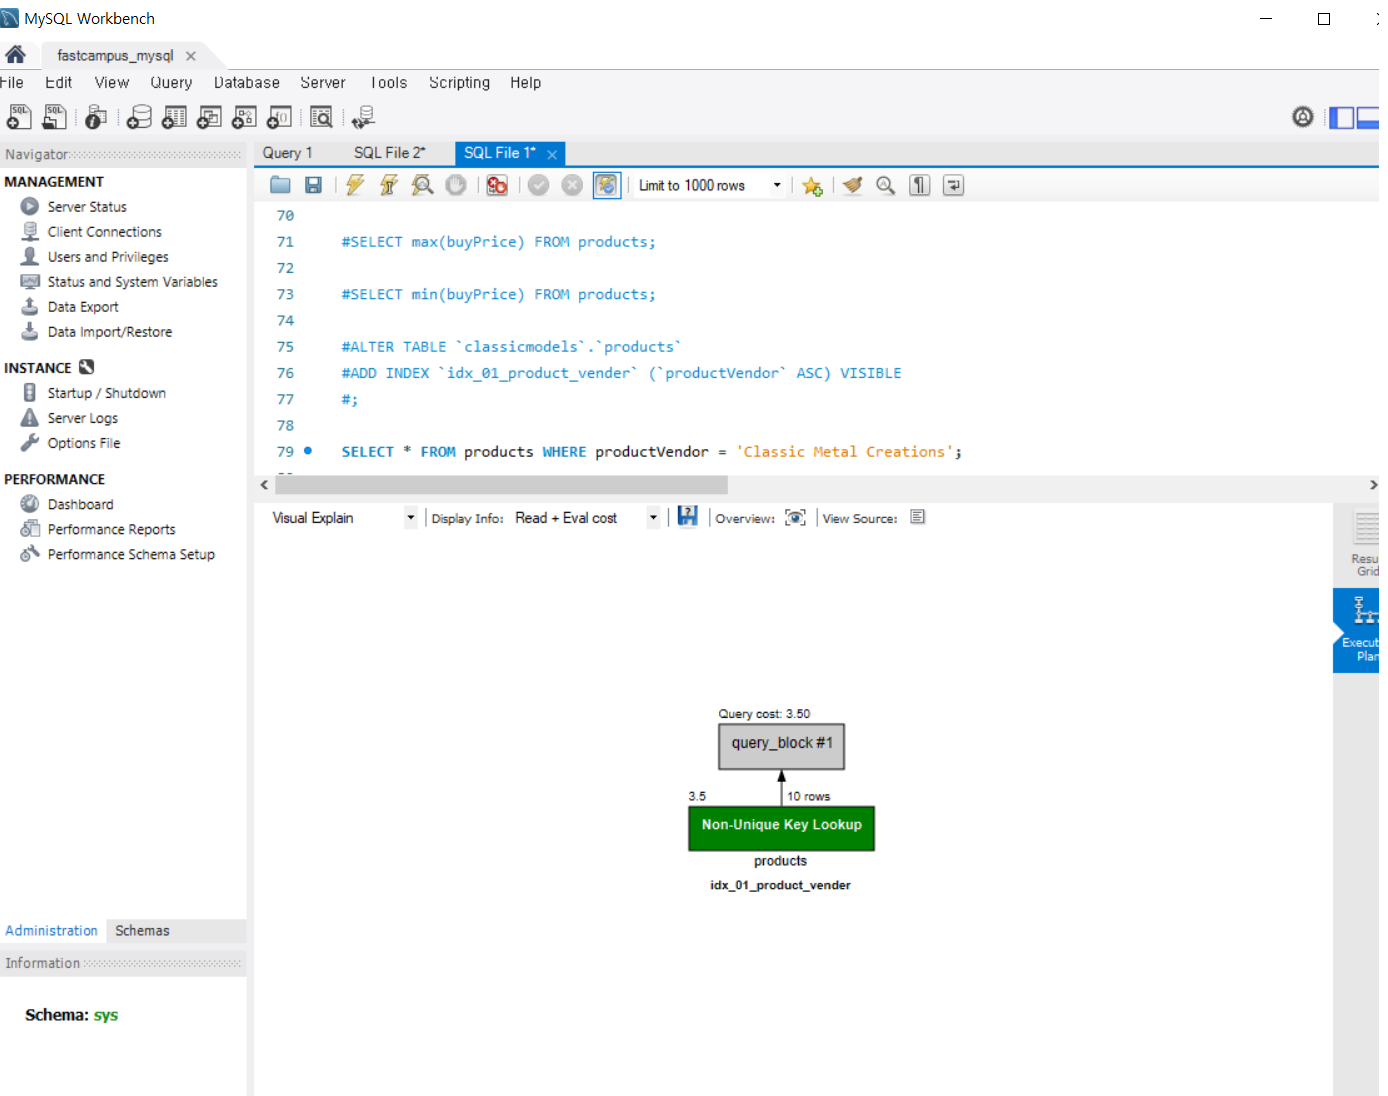 MySQL Workbench
fastcampus_mysql
File Edit View Query Database Server Tools Scripting Help
Navigator
Query 1 SQL File 2* SQL File 1*
MANAGEMENT
Server Status
Client Connections
Users and Privileges
Status and System Variables
Data Export
Data Import/Restore
INSTANCE
Startup / Shutdown
Server Logs
Options File
PERFORMANCE
Dashboard
Performance Reports
Performance Schema Setup
Administration Schemas
Information
Schema: sys
Limit to 1000 rows
70
71 #SELECT max(buyPrice) FROM products;
72
73 #SELECT min(buyPrice) FROM products;
74
75 #ALTER TABLE `classicmodels`.`products`
76 #ADD INDEX `idx_01_product_vender` (`productVendor` ASC) VISIBLE
77 #;
78
79 SELECT * FROM products WHERE productVendor = 'Classic Metal Creations';
Visual Explain Display Info: Read + Eval cost Overview: View Source:
Query cost: 3.50
query_block #1
3.5 10 rows
Non-Unique Key Lookup
products
idx_01_product_vender
Resu
Grid
Execut
Plan